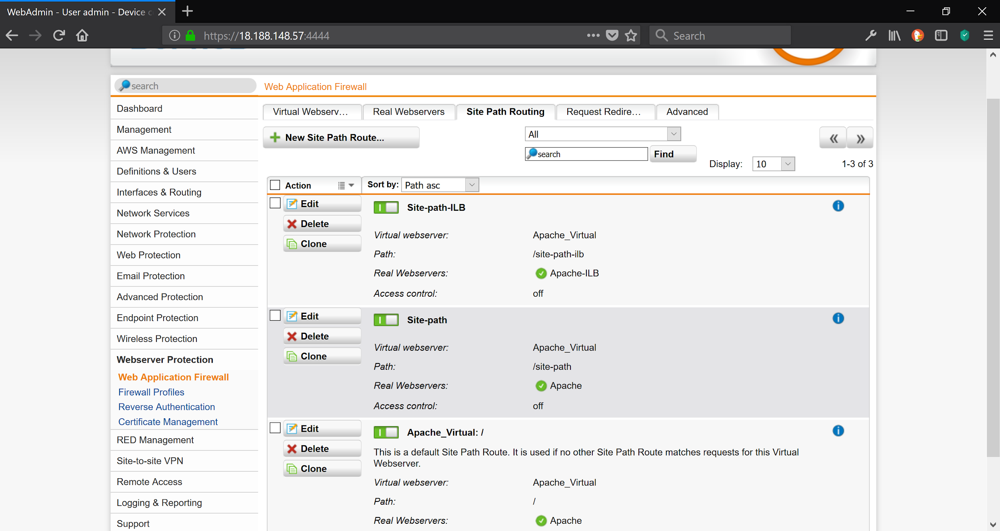 WebAdmin - User admin - Device c
https://18.188.148.57:4444
Search
search
Web Application Firewall
Dashboard
Management
AWS Management
Definitions & Users
Interfaces & Routing
Network Services
Network Protection
Web Protection
Email Protection
Advanced Protection
Endpoint Protection
Wireless Protection
Webserver Protection
Web Application Firewall
Firewall Profiles
Reverse Authentication
Certificate Management
RED Management
Site-to-site VPN
Remote Access
Logging & Reporting
Support
Virtual Webserv…
Real Webservers
Site Path Routing
Request Redire…
Advanced
New Site Path Route...
All
search
Find
Display:
10
1-3 of 3
Action
Sort by:
Path asc
Edit
Delete
Clone
Site-path-ILB
Virtual webserver: Apache_Virtual
Path: /site-path-ilb
Real Webservers: Apache-ILB
Access control: off
Edit
Delete
Clone
Site-path
Virtual webserver: Apache_Virtual
Path: /site-path
Real Webservers: Apache
Access control: off
Edit
Delete
Clone
Apache_Virtual: /
This is a default Site Path Route. It is used if no other Site Path Route matches requests for this Virtual
Webserver.
Virtual webserver: Apache_Virtual
Path: /
Real Webservers: Apache